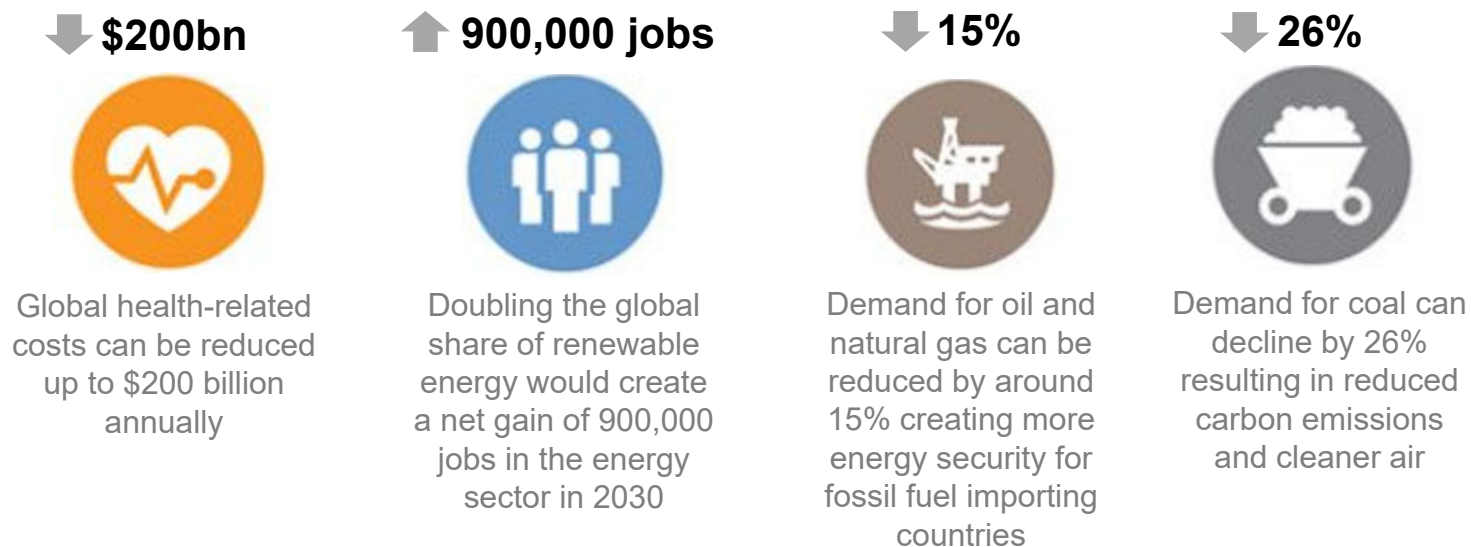 $200bn
Global health-related
costs can be reduced
up to $200 billion
annually
900,000 jobs
Doubling the global
share of renewable
energy would create
a net gain of 900,000
jobs in the energy
sector in 2030
15%
Demand for oil and
natural gas can be
reduced by around
15% creating more
energy security for
fossil fuel importing
countries
26%
Demand for coal can
decline by 26%
resulting in reduced
carbon emissions
and cleaner air